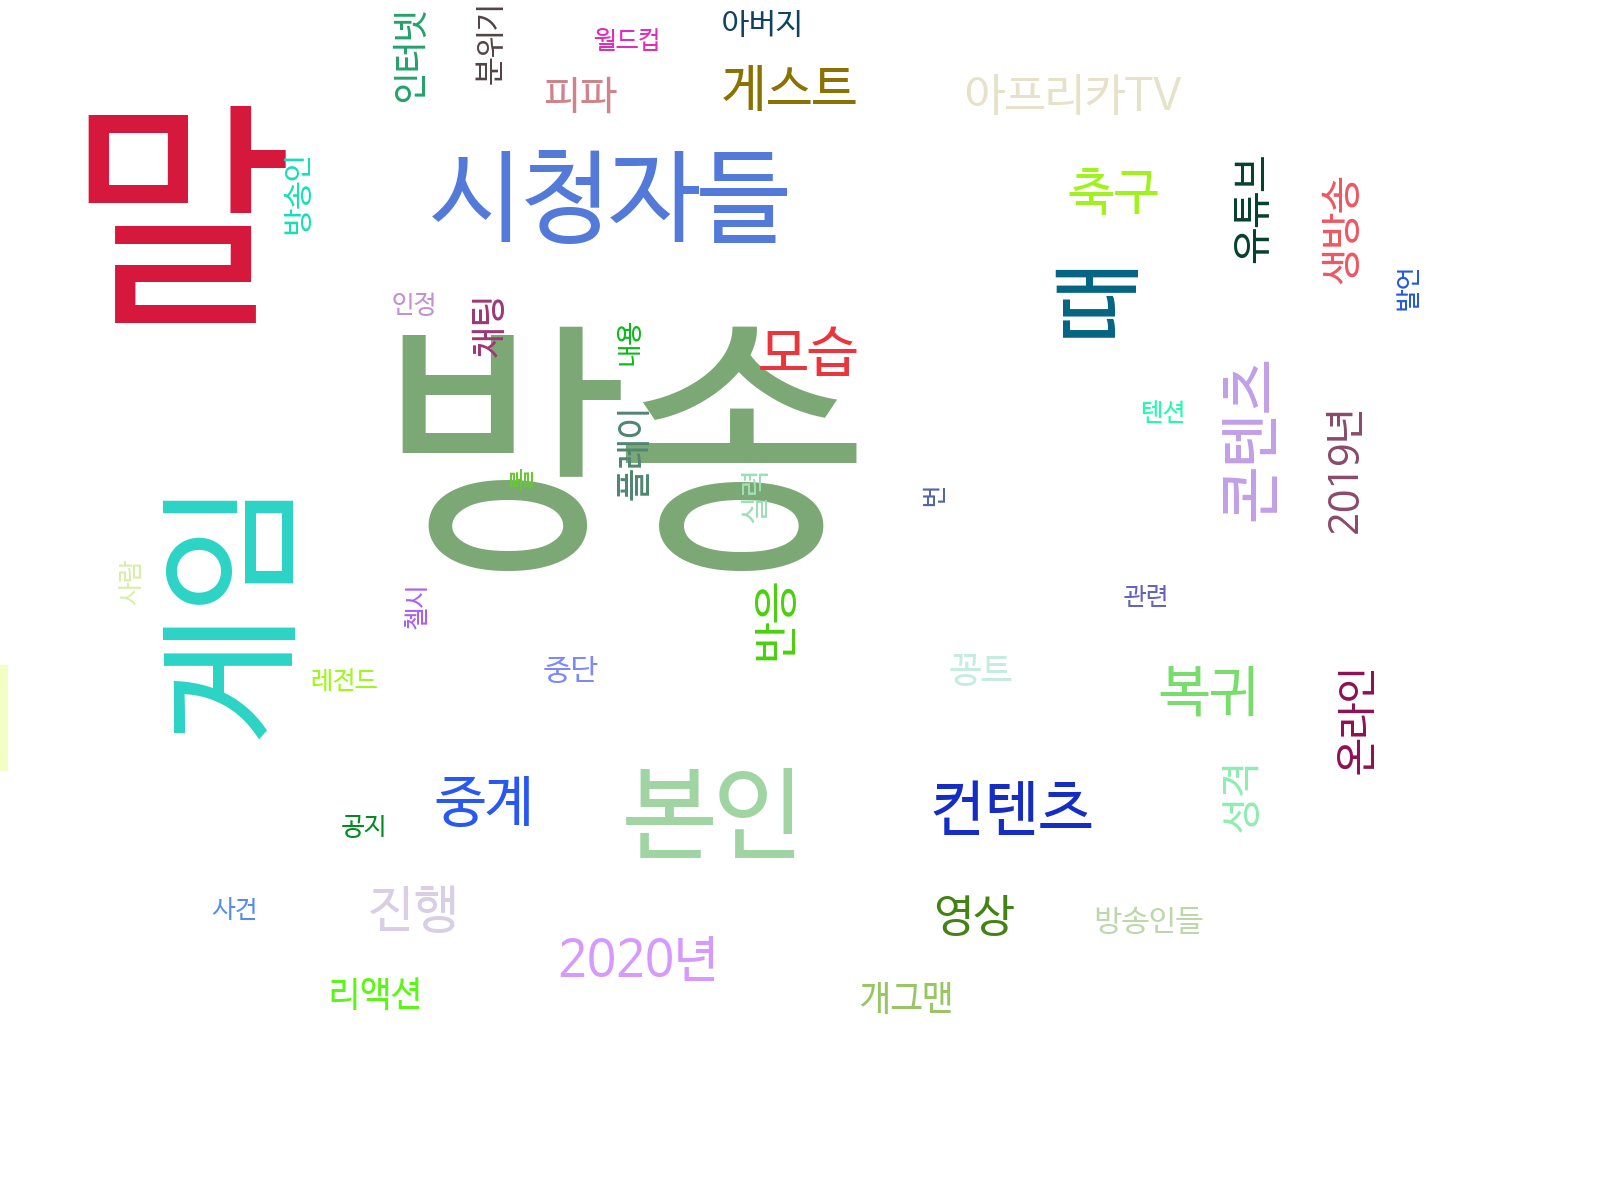 인터넷
분위기
월드컵
아버지
피파
게스트
아프리카TV
말
방송인
시청자들
축구
유튜브
생방송
때
발언
인정
채팅
내용
모습
방송
플레이
롤
실력
번
텐션
콘텐츠
2019년
게임
사람
첼시
반응
관련
레전드
중단
꽁트
복귀
온라인
중계
본인
컨텐츠
성격
공지
사건
진행
영상
방송인들
2020년
리액션
개그맨